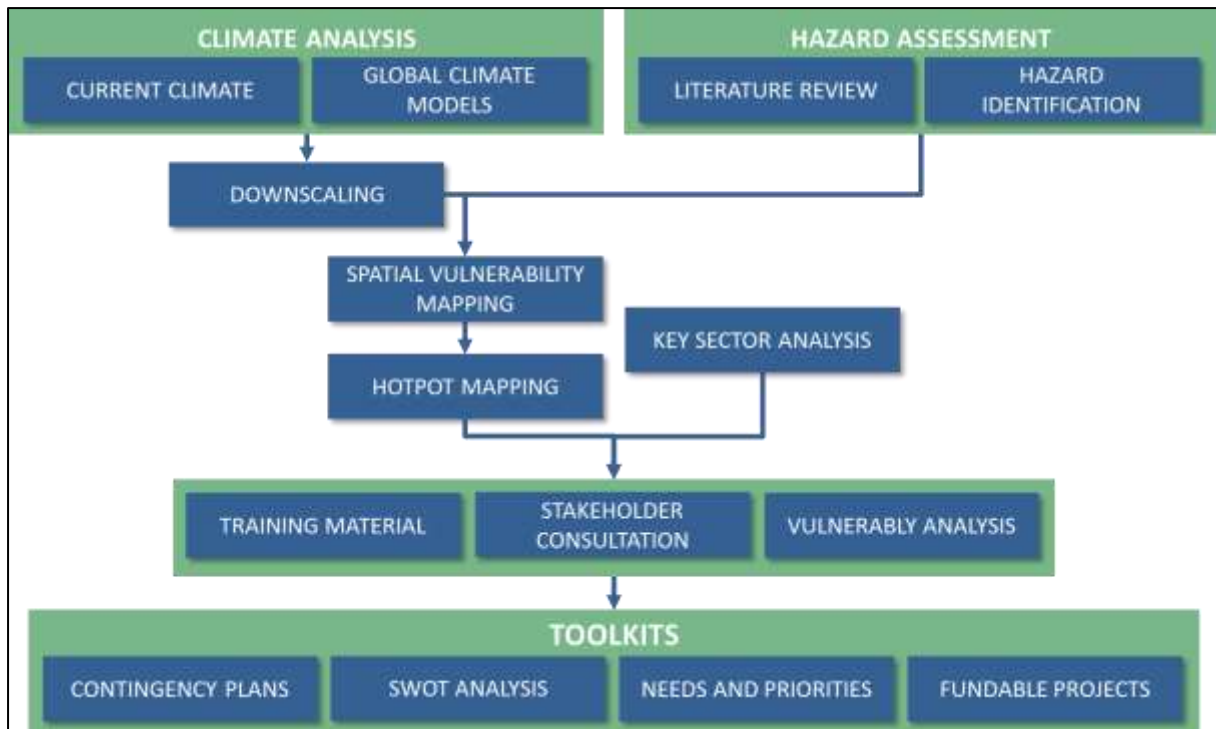 CLIMATE ANALYSIS
CURRENT CLIMATE
GLOBAL CLIMATE
MODELS
HAZARD ASSESSMENT
LITERATURE REVIEW
HAZARD
IDENTIFICATION
DOWNSCALING
SPATIAL VULNERABILITY
MAPPING
KEY SECTOR ANALYSIS
HOTPOT MAPPING
TRAINING MATERIAL
STAKEHOLDER
CONSULTATION
VULNERABLY ANALYSIS
TOOLKITS
CONTINGENCY PLANS
SWOT ANALYSIS
NEEDS AND PRIORITIES
FUNDABLE PROJECTS